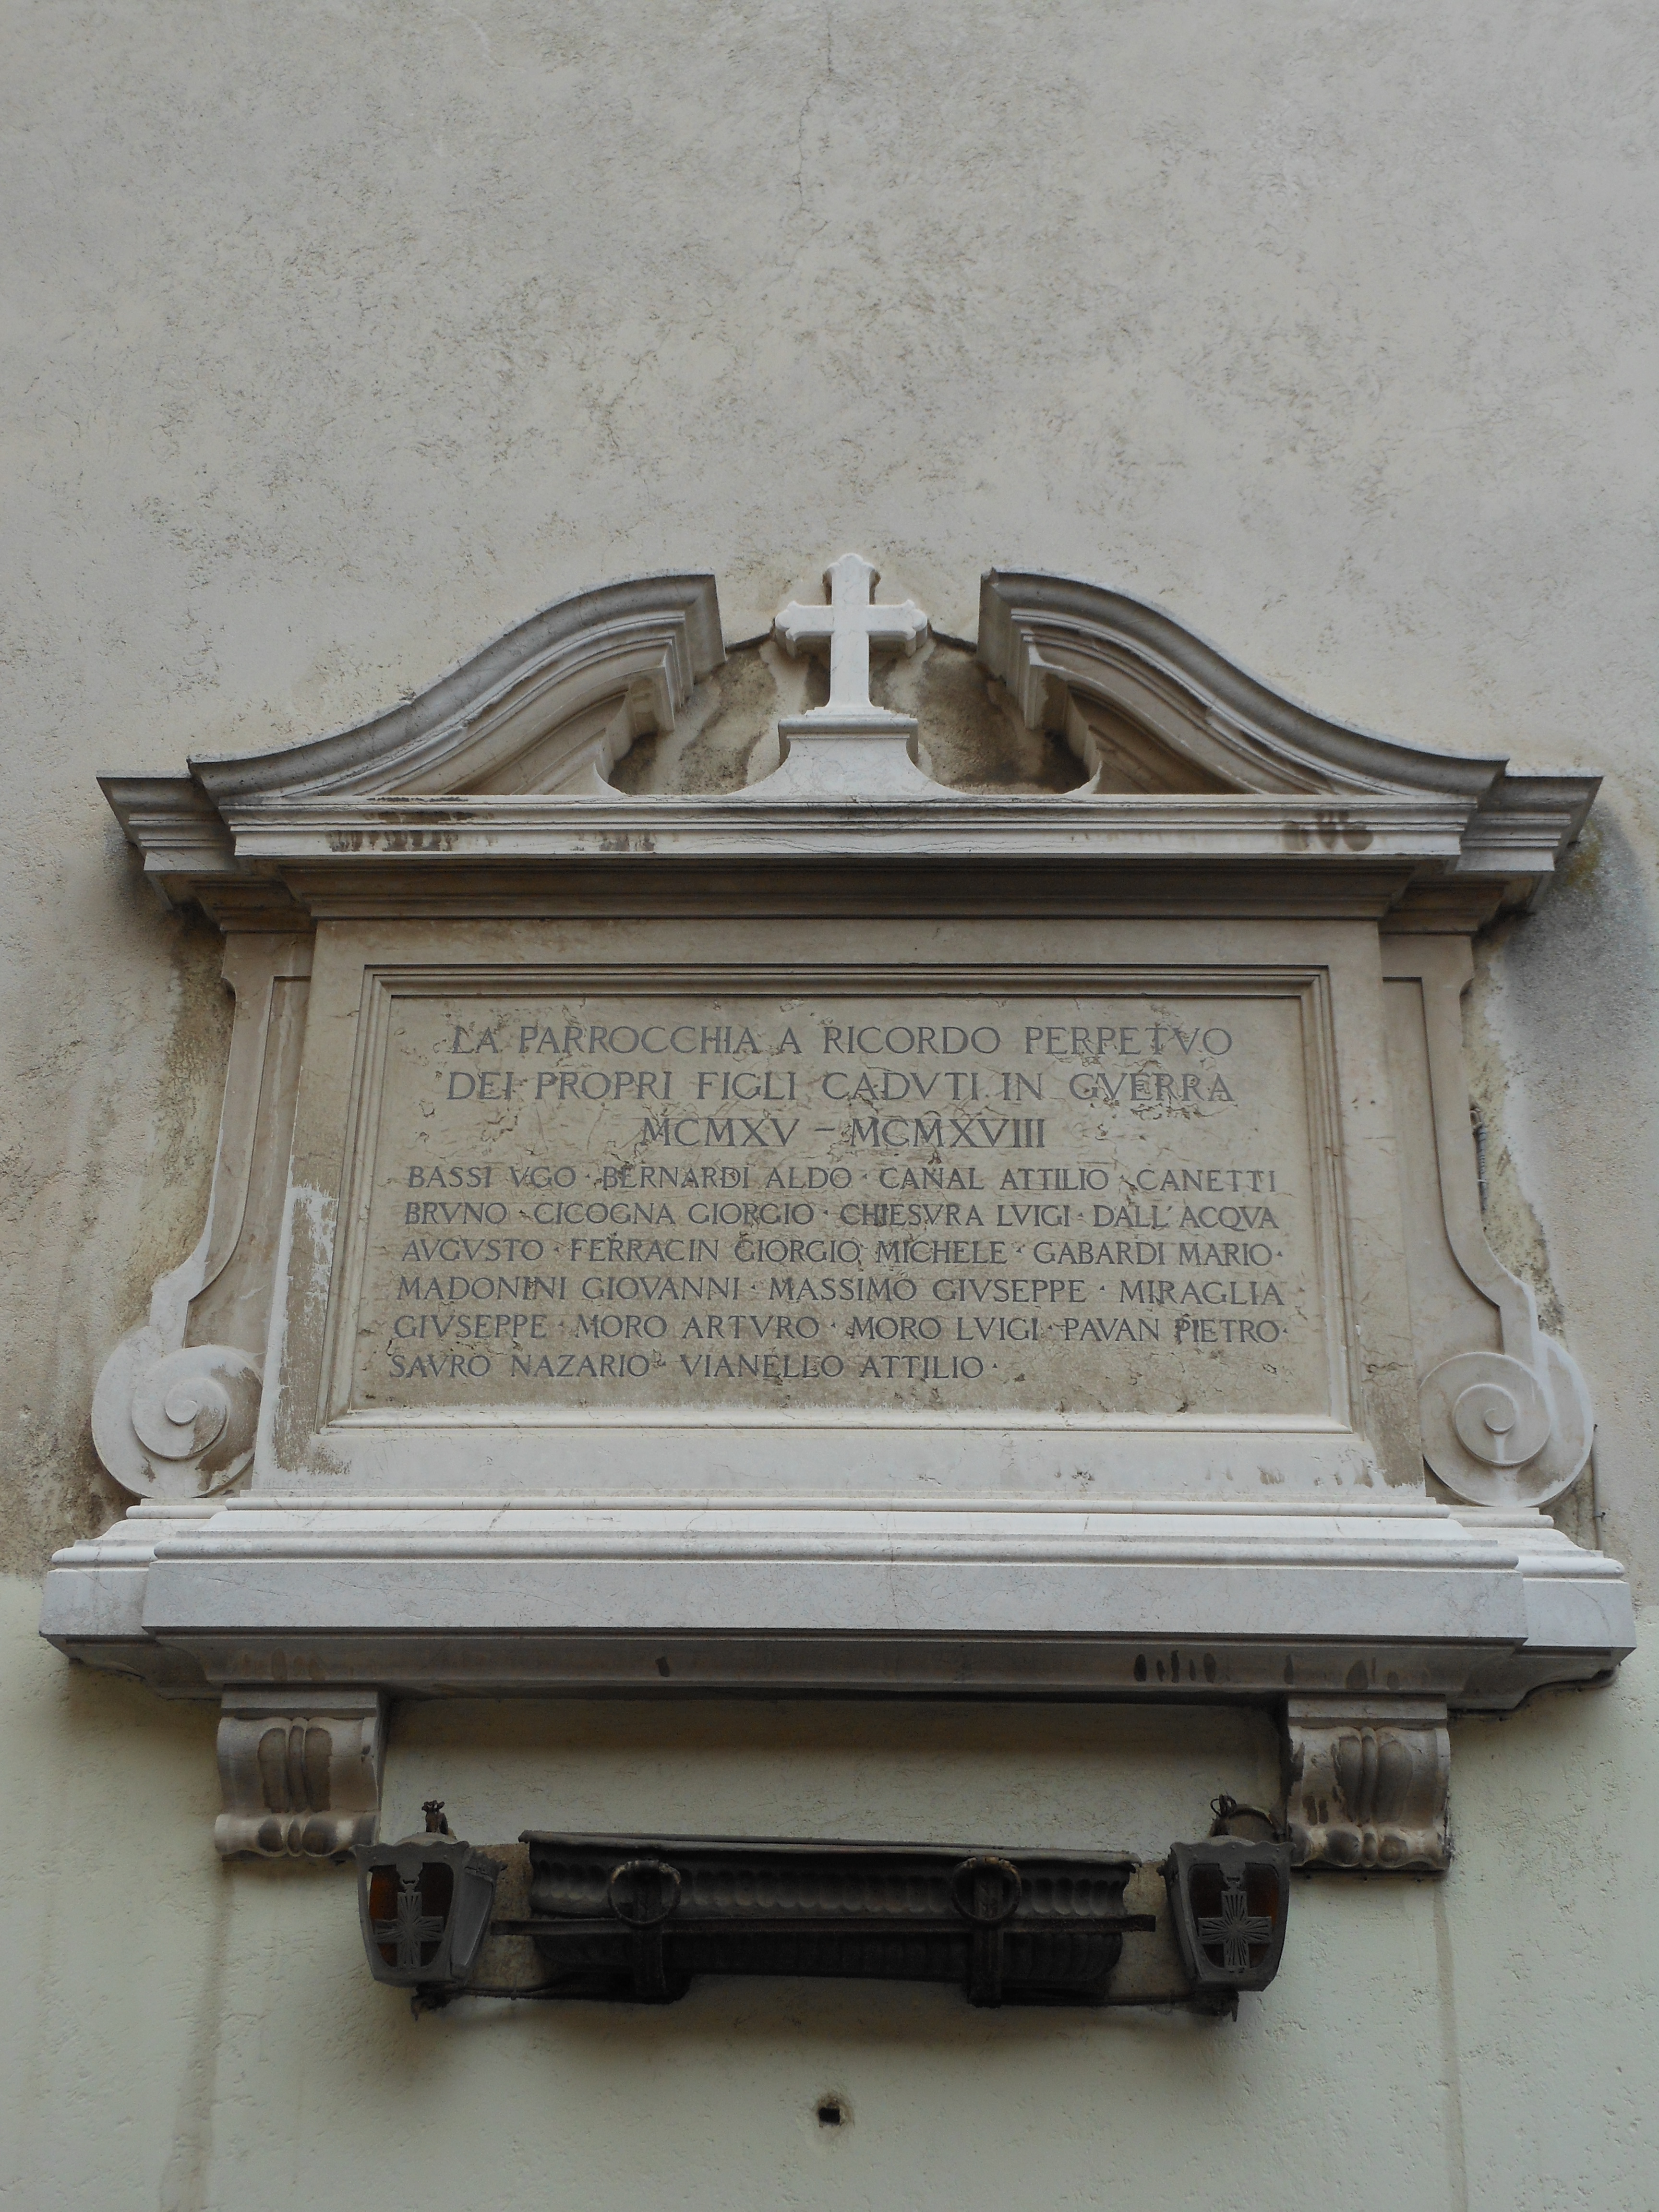 LA PARROCCHIA A RICORDO PERPETVO
DEI PROPRI FIGLI CADVTI IN GVERRA
MCMXV – MCMXVIII
BASSI VGO · BERNARDI ALDO · CANAL ATTILIO · CANETTI
BRVNO · CICOGNA GIORGIO · CHIESVRA LVIGI · DALL'ACQVA
AVGVSTO · FERRACIN GIORGIO MICHELE · GABARDI MARIO ·
MADONINI GIOVANNI · MASSIMO GIVSEPPE · MIRAGLIA
GIVSEPPE · MORO ARTVRO · MORO LVIGI · PAVAN PIETRO ·
SAVRO NAZARIO · VIANELLO ATTILIO ·